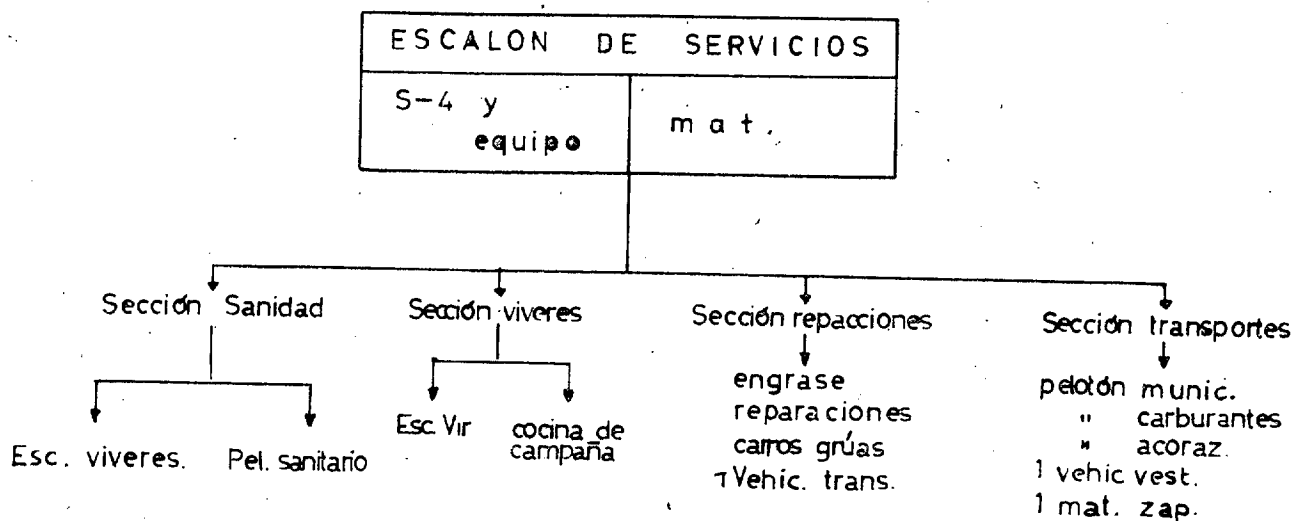 ESCALON DE SERVICIOS
S-4 y
equipo
mat.
Sección Sanidad
Esc. viveres.
Pel. sanitario
Sección viveres
Esc. Vir
cocina de
campaña
Sección repacciones
engrase
reparaciones
carros grúas
1 Vehic. trans.
Sección transportes
pelotón munic.
" carburantes
" acoraz.
1 vehic vest.
1 mat. zap.